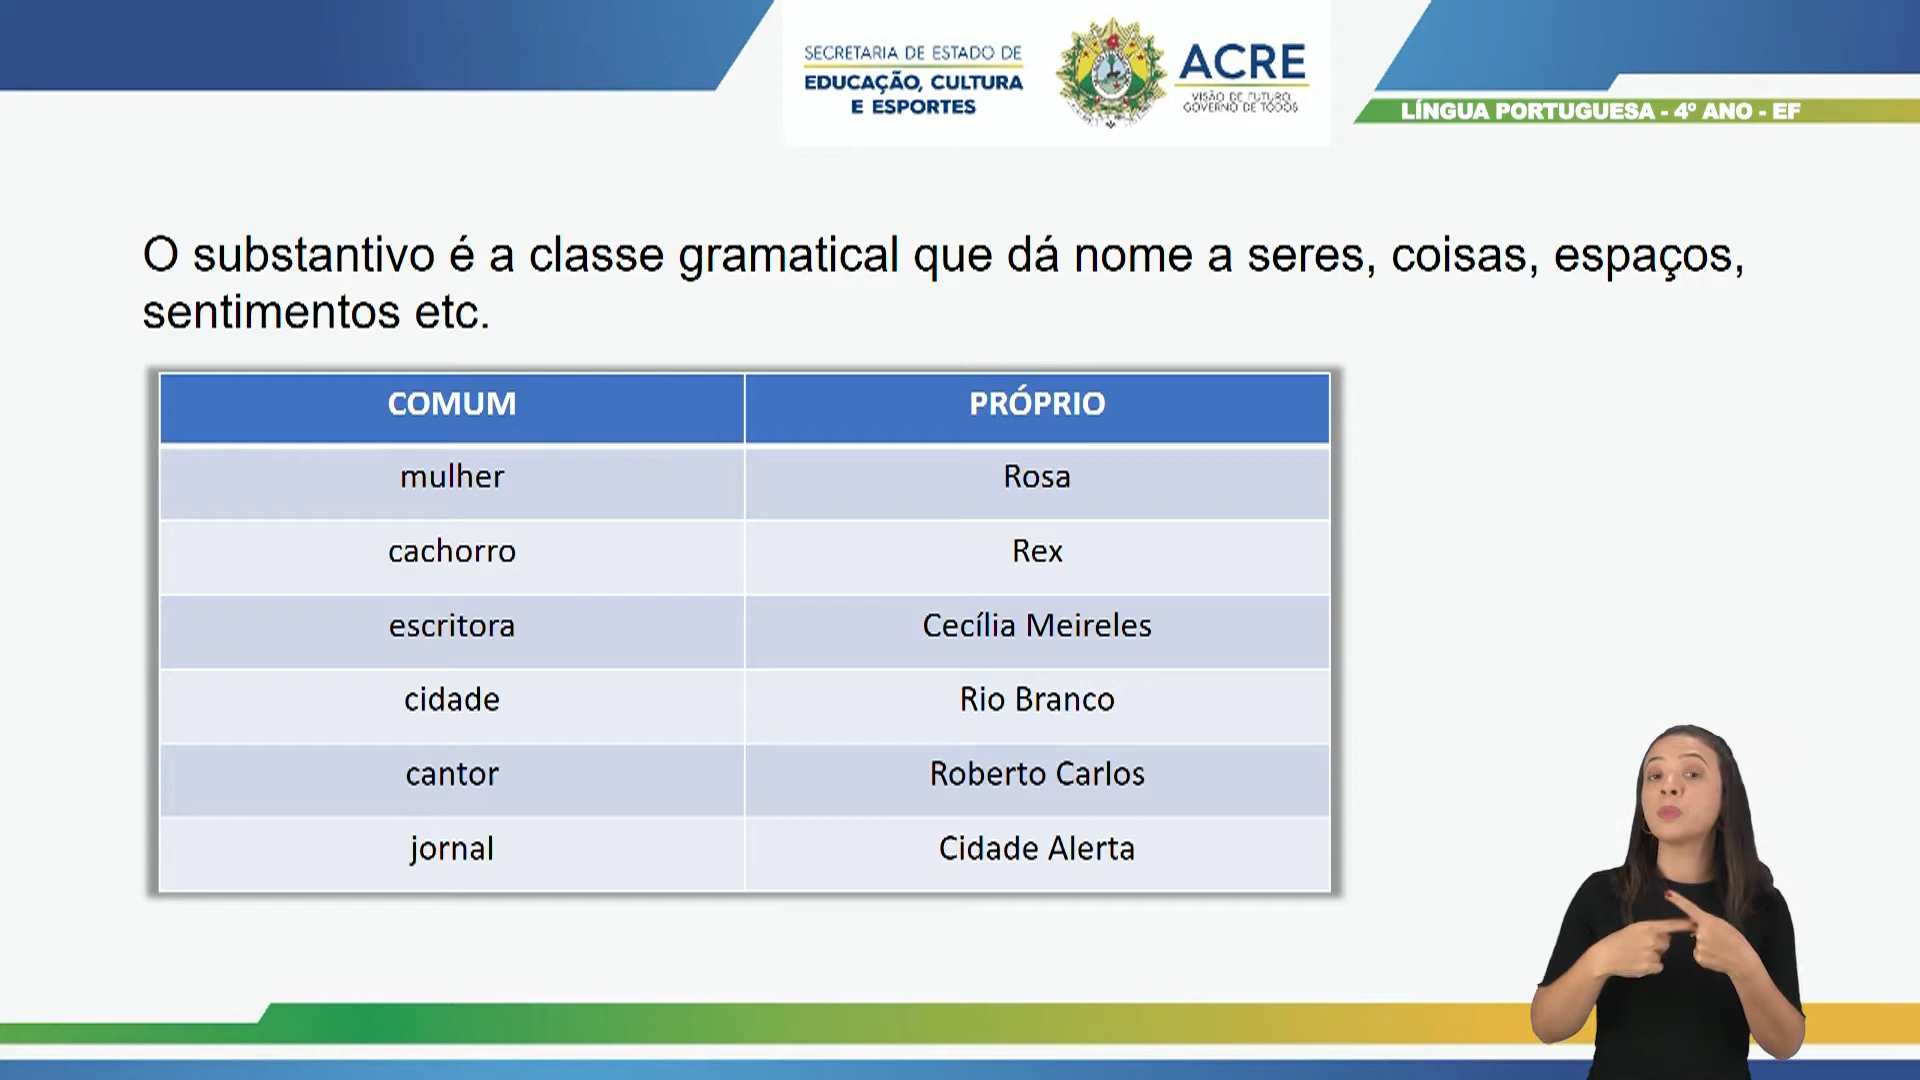 SECRETARIA DE ESTADO DE
EDUCAÇÃO, CULTURA
E ESPORTES
ACRE
VISÃO DE FUTURO,
GOVERNO DE TODOS
LÍNGUA PORTUGUESA - 4º ANO - EF
O substantivo é a classe gramatical que dá nome a seres, coisas, espaços,
sentimentos etc.
COMUM PRÓPRIO
mulher Rosa
cachorro Rex
escritora Cecília Meireles
cidade Rio Branco
cantor Roberto Carlos
jornal Cidade Alerta